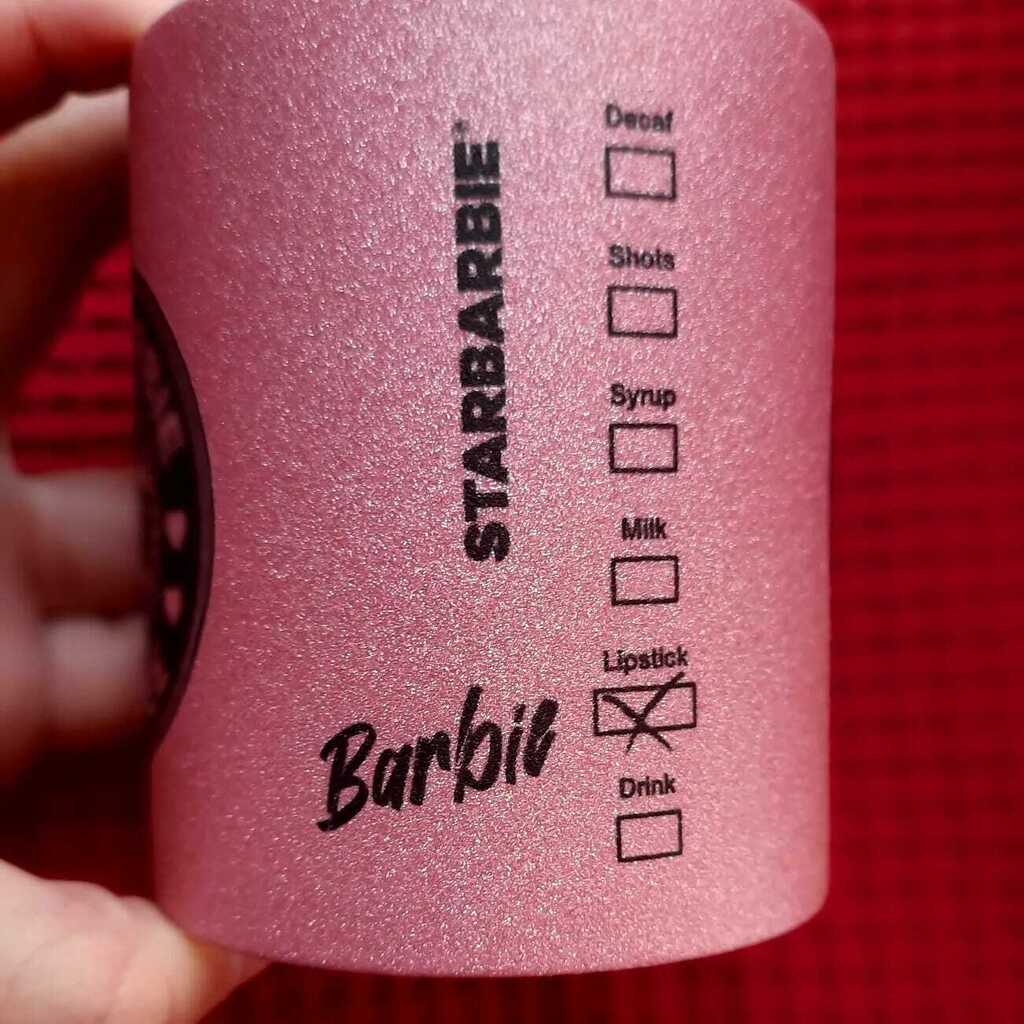 STARBARBIE
Barbie
Decaf
Shots
Syrup
Milk
Lipstick
Drink